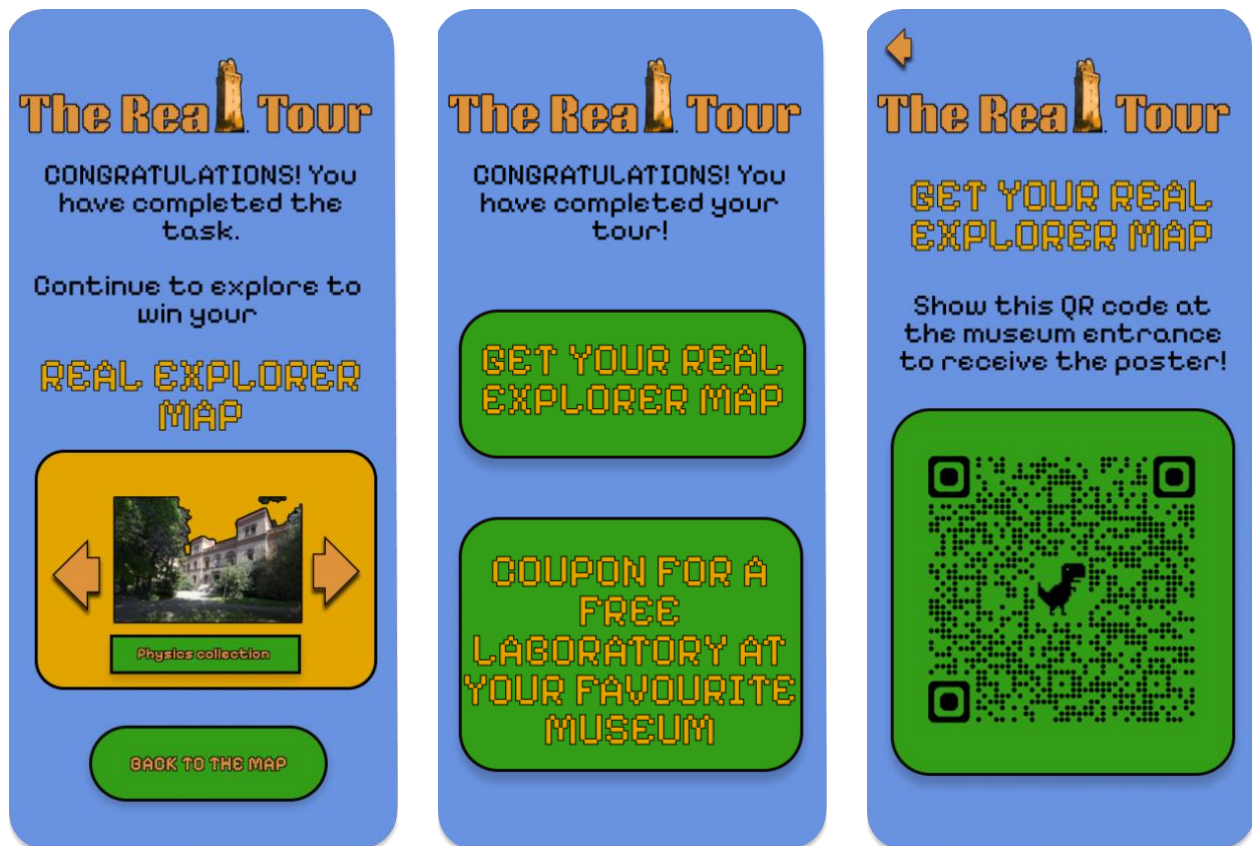 The Real Tour
CONGRATULATIONS! You
have completed the
task.
Continue to explore to
win your
REAL EXPLORER
MAP
Physics collection
BACK TO THE MAP
The Real Tour
CONGRATULATIONS! You
have completed your
tour!
GET YOUR REAL
EXPLORER MAP
COUPON FOR A
FREE
LABORATORY AT
YOUR FAVOURITE
MUSEUM
The Real Tour
GET YOUR REAL
EXPLORER MAP
Show this QR code at
the museum entrance
to receive the poster!